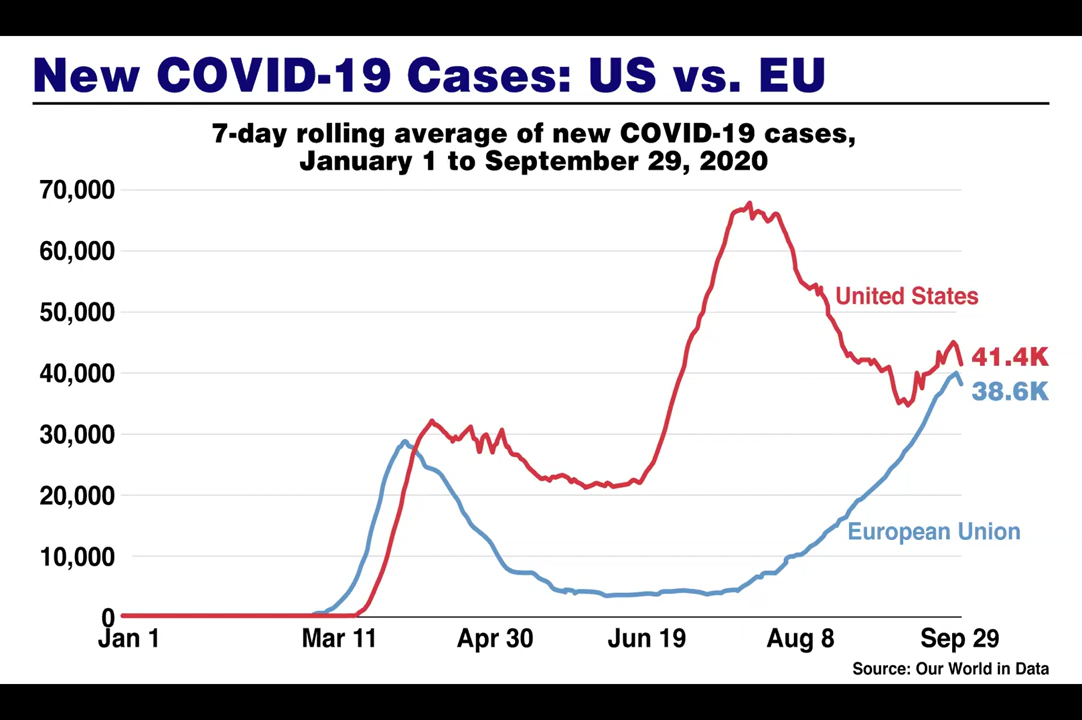 New COVID-19 Cases: US vs. EU
7-day rolling average of new COVID-19 cases,
January 1 to September 29, 2020
70,000
60,000
50,000
40,000
30,000
20,000
10,000
0
United States
41.4K
38.6K
European Union
Jan 1 Mar 11 Apr 30 Jun 19 Aug 8 Sep 29
Source: Our World in Data